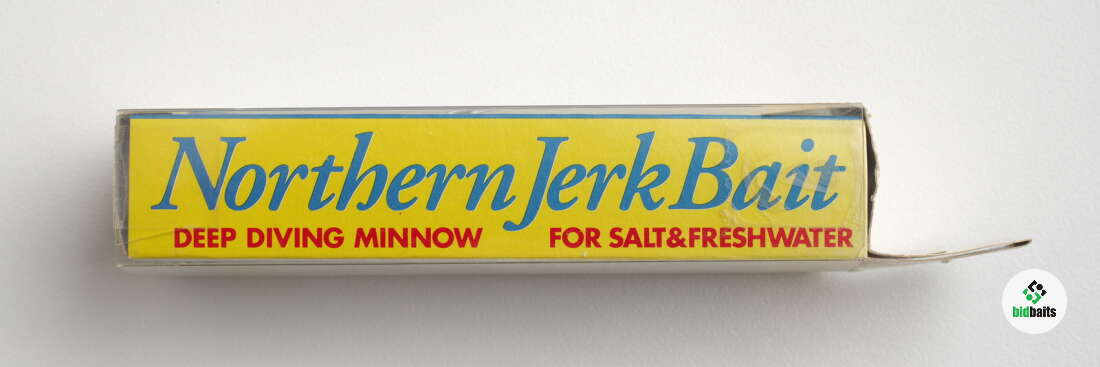 Northern Jerk Bait
DEEP DIVING MINNOW FOR SALT&FRESHWATER
bidbaits